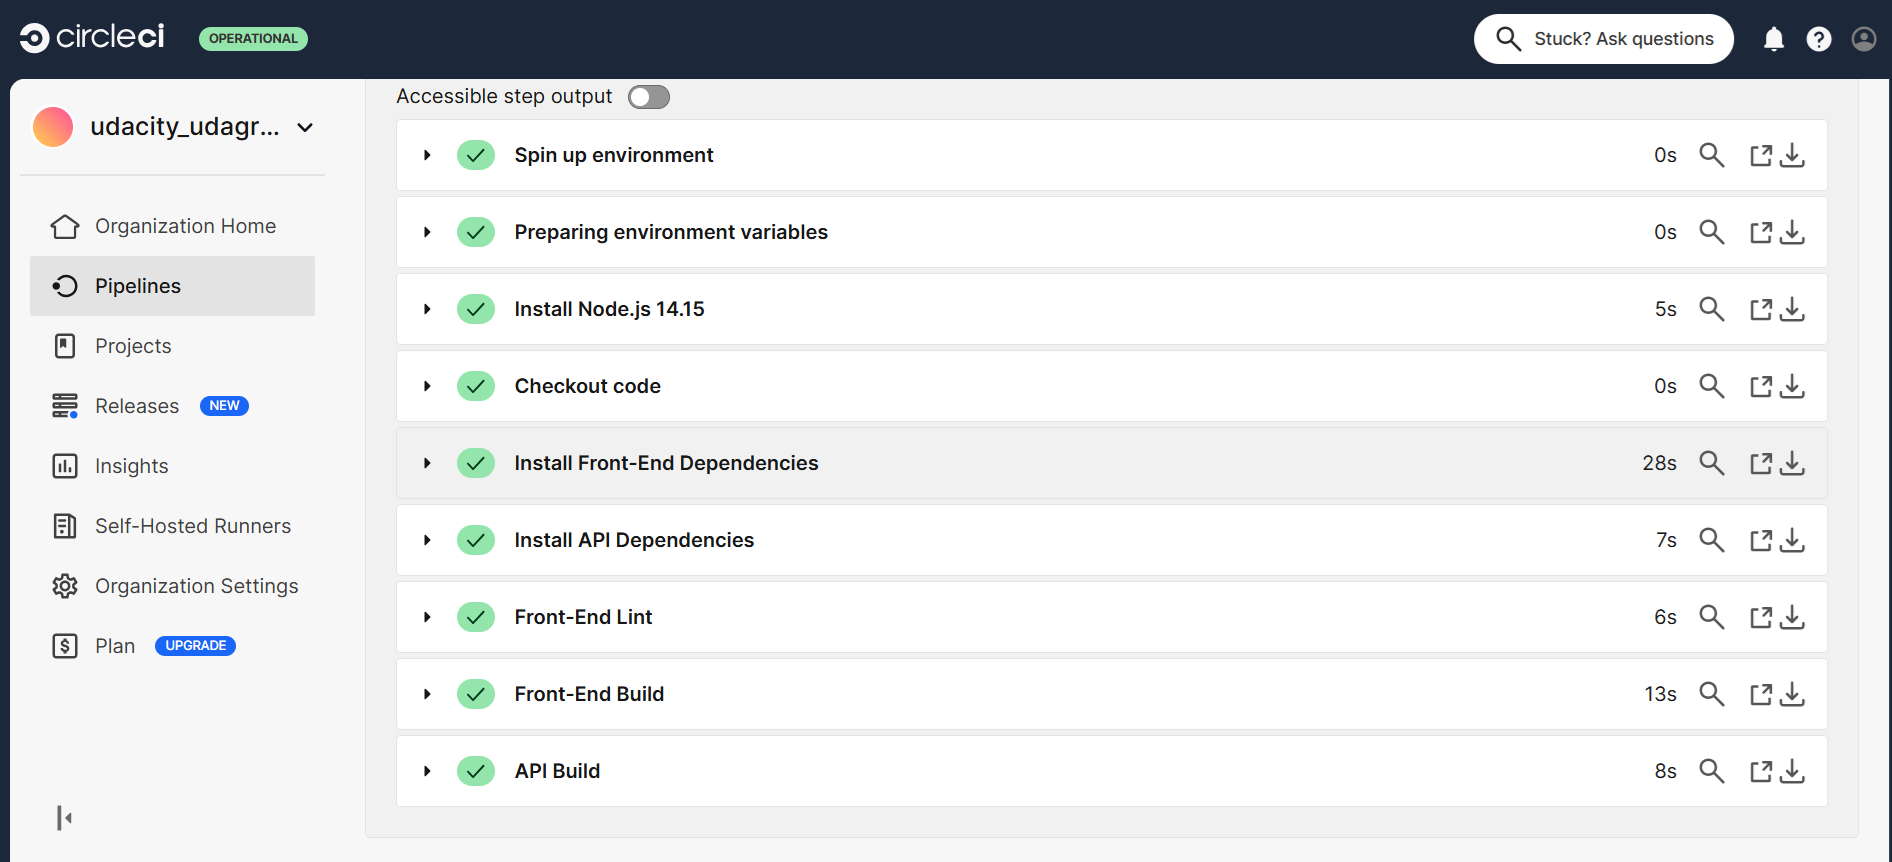 circleci
OPERATIONAL
Stuck? Ask questions
udacity_udagr...
Organization Home
Pipelines
Projects
Releases NEW
Insights
Self-Hosted Runners
Organization Settings
Plan UPGRADE
Accessible step output
Spin up environment 0s
Preparing environment variables 0s
Install Node.js 14.15 5s
Checkout code 0s
Install Front-End Dependencies 28s
Install API Dependencies 7s
Front-End Lint 6s
Front-End Build 13s
API Build 8s